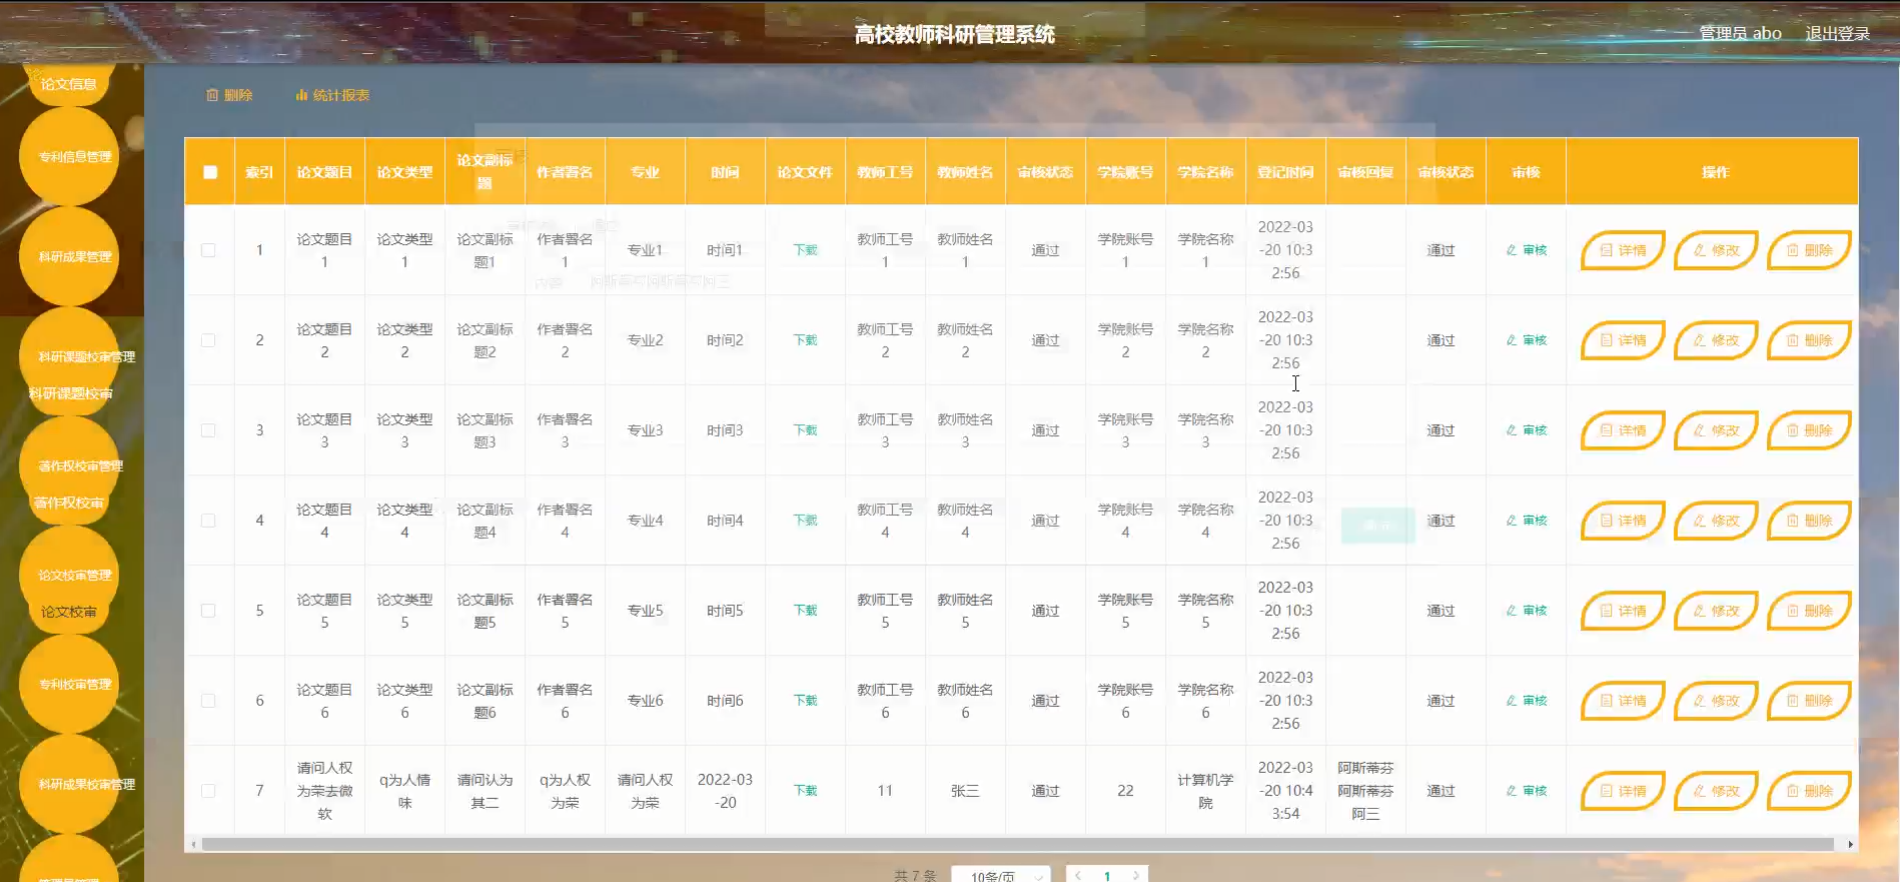 高校教师科研管理系统
管理员 abo 退出登录
论文信息
专利信息管理
科研成果管理
科研课题校审管理
科研课题校审
著作权校审管理
著作权校审
论文校审管理
论文校审
专利校审管理
科研成果校审管理
删除 统计报表
索引 论文题目 论文类型 论文副标题 作者署名 专业 时间 论文文件 教师工号 教师姓名 审核状态 学院账号 学院名称 登记时间 审核回复 审核状态 审核 操作
1 论文题目1 论文类型1 论文副标题1 作者署名1 专业1 时间1 下载 教师工号1 教师姓名1 通过 学院账号1 学院名称1 2022-03-20 10:32:56 通过 审核 详情 修改 删除
2 论文题目2 论文类型2 论文副标题2 作者署名2 专业2 时间2 下载 教师工号2 教师姓名2 通过 学院账号2 学院名称2 2022-03-20 10:32:56 通过 审核 详情 修改 删除
3 论文题目3 论文类型3 论文副标题3 作者署名3 专业3 时间3 下载 教师工号3 教师姓名3 通过 学院账号3 学院名称3 2022-03-20 10:32:56 通过 审核 详情 修改 删除
4 论文题目4 论文类型4 论文副标题4 作者署名4 专业4 时间4 下载 教师工号4 教师姓名4 通过 学院账号4 学院名称4 2022-03-20 10:32:56 通过 审核 详情 修改 删除
5 论文题目5 论文类型5 论文副标题5 作者署名5 专业5 时间5 下载 教师工号5 教师姓名5 通过 学院账号5 学院名称5 2022-03-20 10:32:56 通过 审核 详情 修改 删除
6 论文题目6 论文类型6 论文副标题6 作者署名6 专业6 时间6 下载 教师工号6 教师姓名6 通过 学院账号6 学院名称6 2022-03-20 10:32:56 通过 审核 详情 修改 删除
7 请问人权为荣去微软 q为人情味 请问认为其二 q为人权为荣 请问人权为荣 2022-03-20 下载 11 张三 通过 22 计算机学院 2022-03-20 10:43:54 阿斯蒂芬阿斯蒂芬阿三 通过 审核 详情 修改 删除
共 7 条 10条/页 1